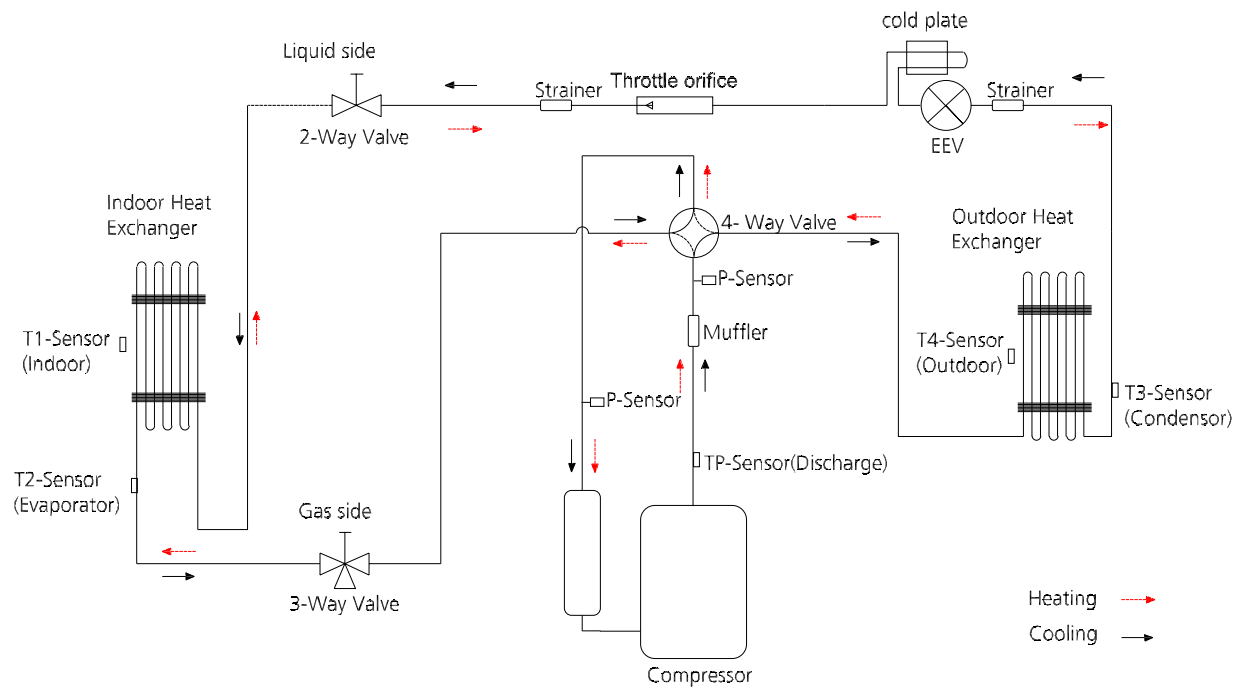 cold plate
Liquid side
Throttle orifice
Strainer
Strainer
2-Way Valve
EEV
Indoor Heat
Exchanger
4- Way Valve
Outdoor Heat
Exchanger
P-Sensor
T1-Sensor
(Indoor)
Muffler
T4-Sensor
(Outdoor)
P-Sensor
T3-Sensor
(Condensor)
TP-Sensor(Discharge)
T2-Sensor
(Evaporator)
Gas side
3-Way Valve
Heating
Cooling
Compressor